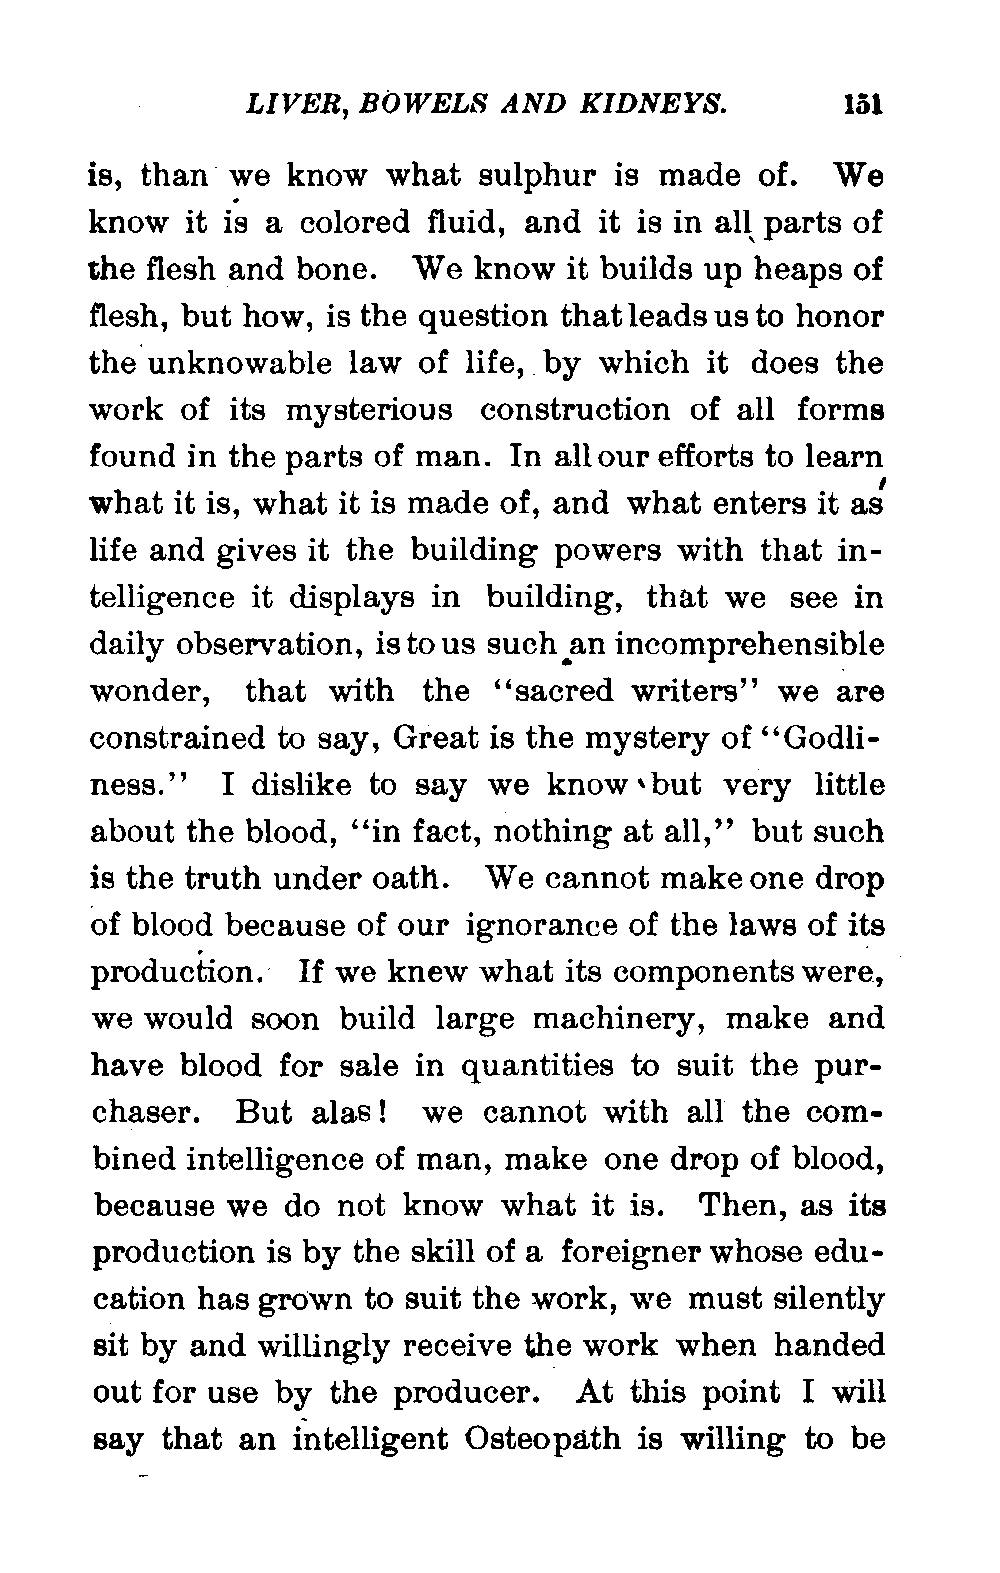 LIVER, BOWELS AND KIDNEYS. 151
is, than we know what sulphur is made of. We
know it is a colored fluid, and it is in all parts of
the flesh and bone. We know it builds up heaps of
flesh, but how, is the question that leads us to honor
the unknowable law of life, by which it does the
work of its mysterious construction of all forms
found in the parts of man. In all our efforts to learn
what it is, what it is made of, and what enters it as
life and gives it the building powers with that in-
telligence it displays in building, that we see in
daily observation, is to us such an incomprehensible
wonder, that with the "sacred writers" we are
constrained to say, Great is the mystery of "Godli-
ness." I dislike to say we know but very little
about the blood, "in fact, nothing at all," but such
is the truth under oath. We cannot make one drop
of blood because of our ignorance of the laws of its
production. If we knew what its components were,
we would soon build large machinery, make and
have blood for sale in quantities to suit the pur-
chaser. But alas! we cannot with all the com-
bined intelligence of man, make one drop of blood,
because we do not know what it is. Then, as its
production is by the skill of a foreigner whose edu-
cation has grown to suit the work, we must silently
sit by and willingly receive the work when handed
out for use by the producer. At this point I will
say that an intelligent Osteopath is willing to be